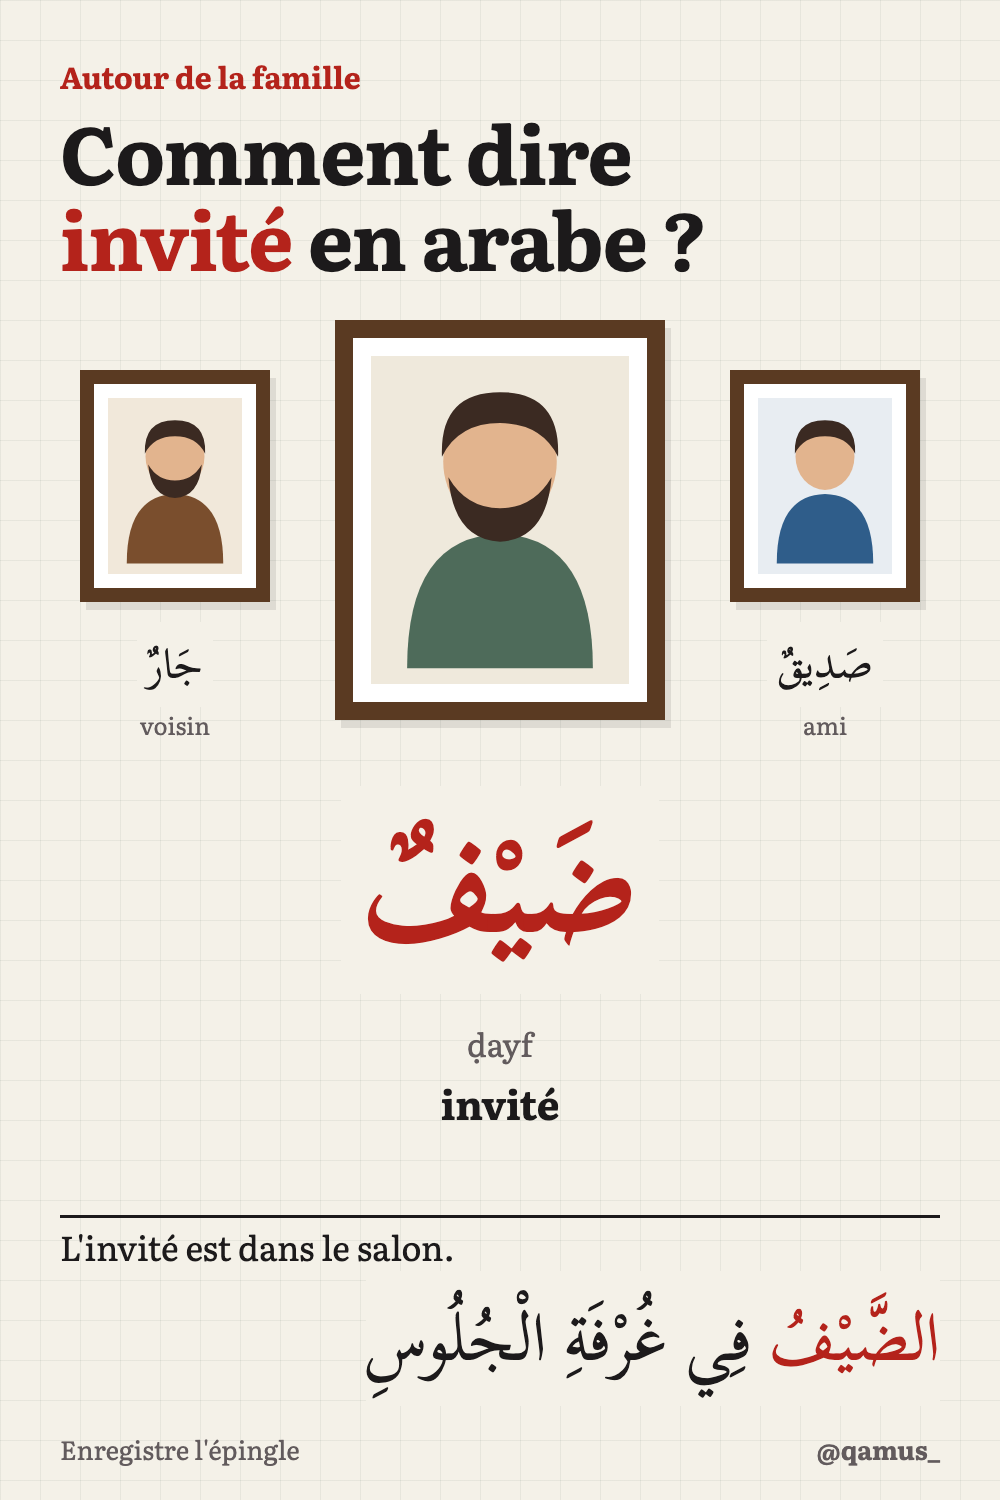 Autour de la famille
Comment dire
invité en arabe ?
جَارٌ
voisin
صَدِيقٌ
ami
ضَيْفٌ
ḍayf
invité
L'invité est dans le salon.
الضَّيْفُ فِي غُرْفَةِ الْجُلُوسِ
Enregistre l'épingle
@qamus_